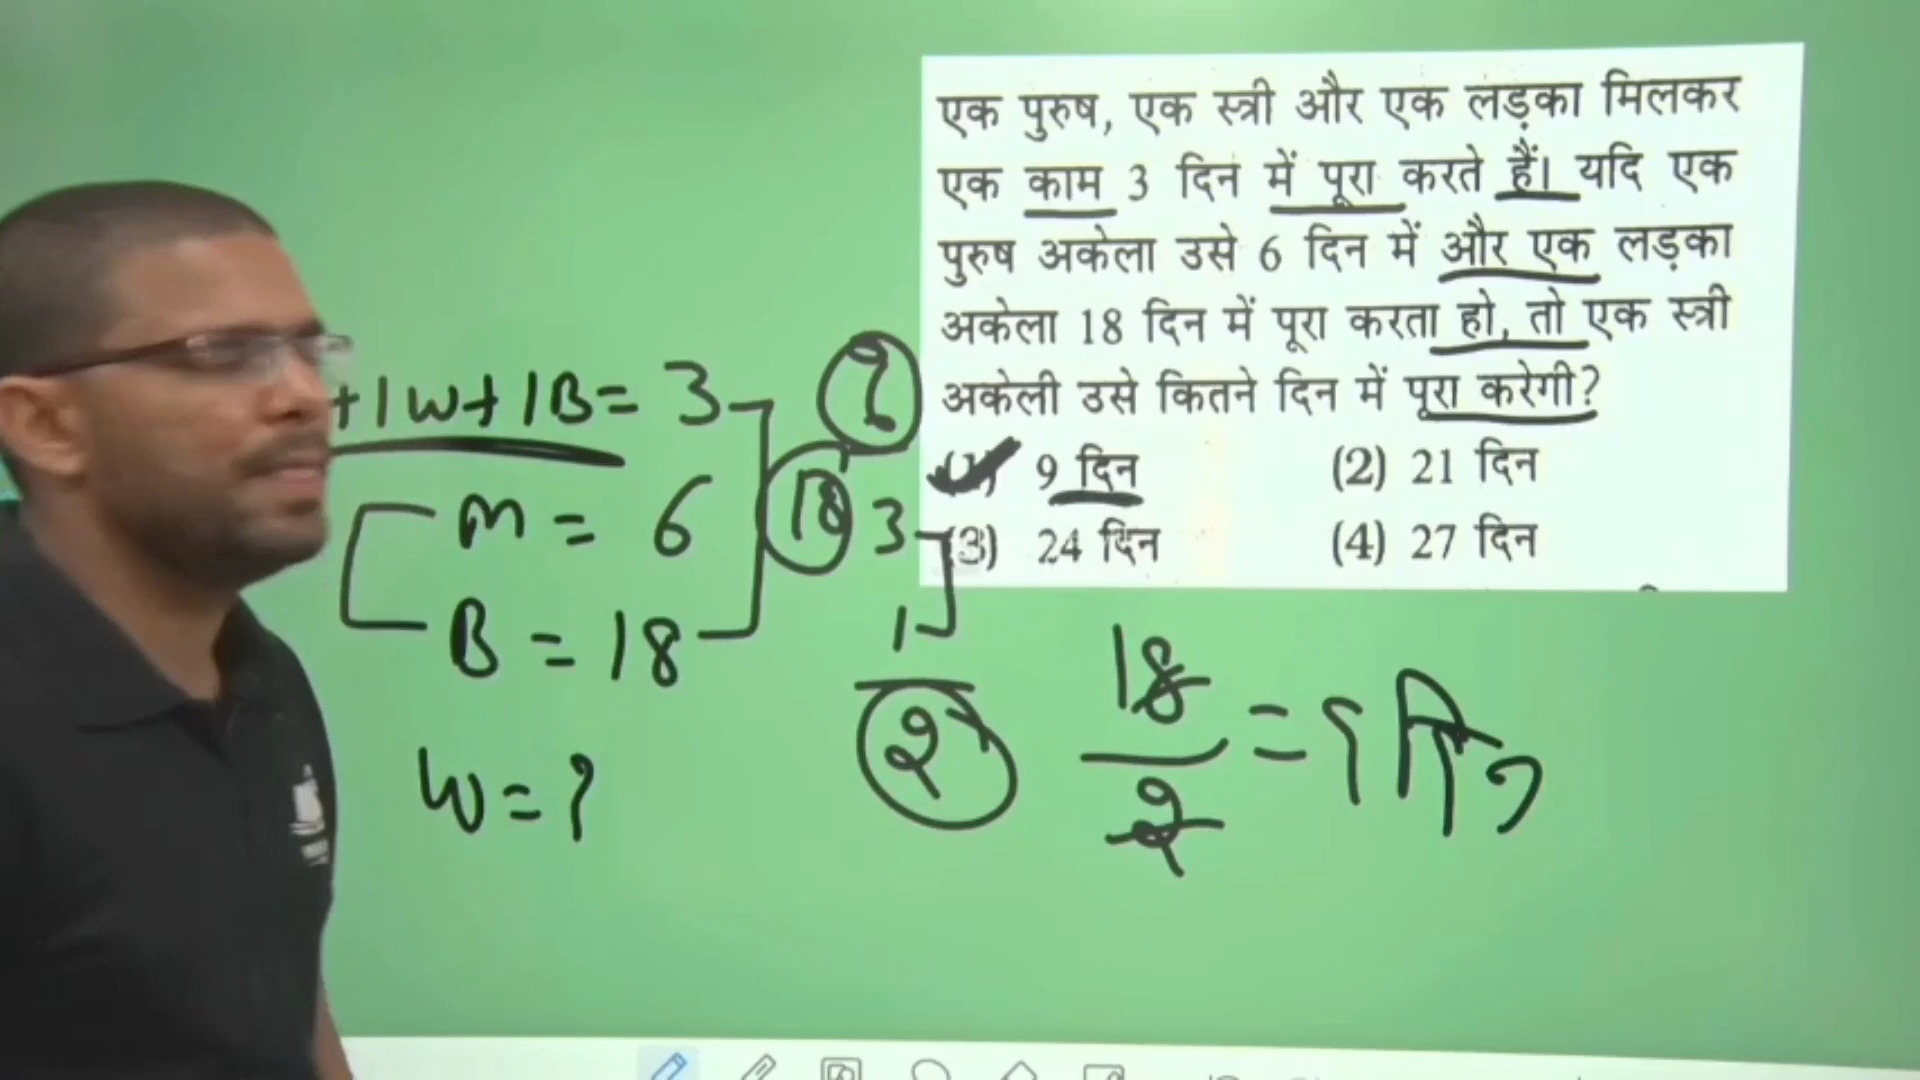 एक पुरुष, एक स्त्री और एक लड़का मिलकर
एक काम 3 दिन में पूरा करते हैं। यदि एक
पुरुष अकेला उसे 6 दिन में और एक लड़का
अकेला 18 दिन में पूरा करता हो, तो एक स्त्री
अकेली उसे कितने दिन में पूरा करेगी?
9 दिन (2) 21 दिन
(3) 24 दिन (4) 27 दिन
+1W+1B= 3
M = 6
B = 18
W=?
18
3
1
2
18
2
=9 दिन